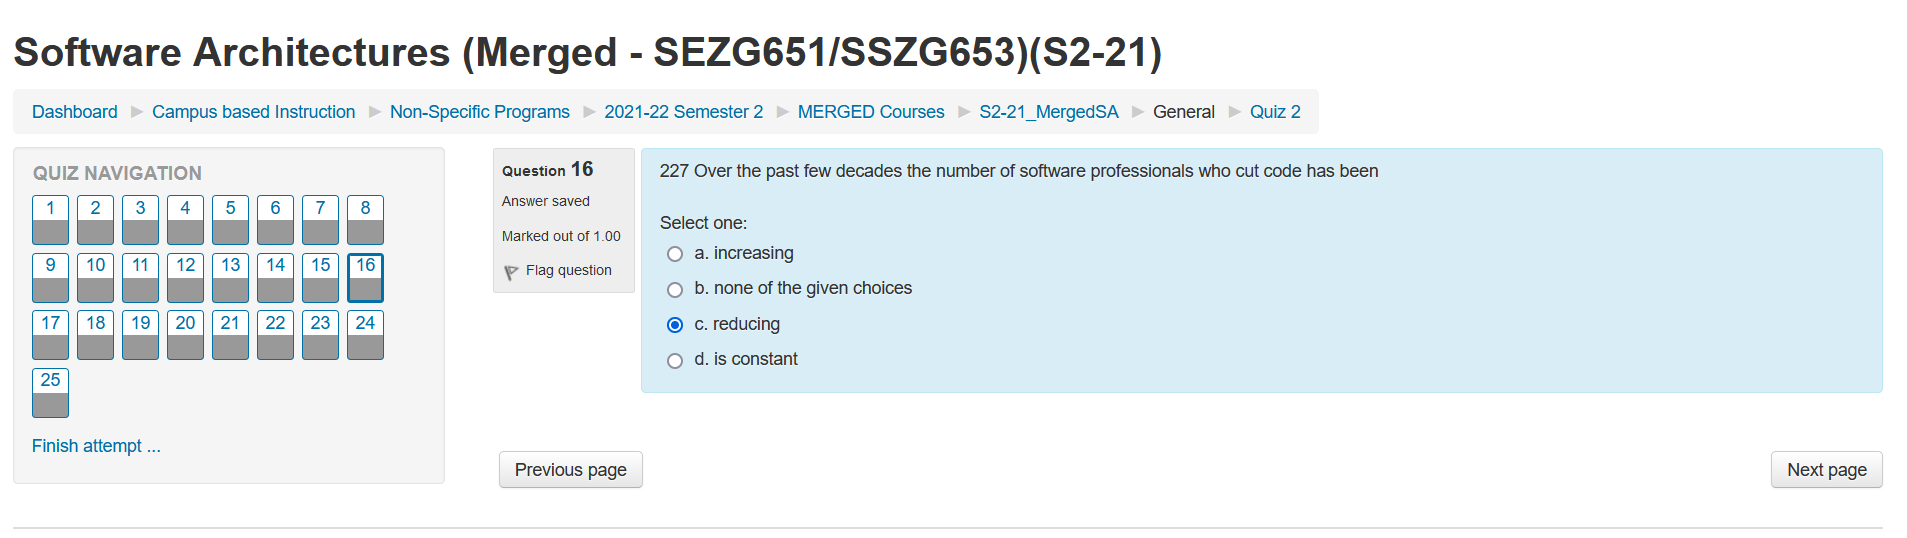 Software Architectures (Merged - SEZG651/SSZG653)(S2-21)
Dashboard Campus based Instruction Non-Specific Programs 2021-22 Semester 2 MERGED Courses S2-21_MergedSA General Quiz 2
QUIZ NAVIGATION
1 2 3 4 5 6 7 8
9 10 11 12 13 14 15 16
17 18 19 20 21 22 23 24
25
Finish attempt ...
Question 16
Answer saved
Marked out of 1.00
Flag question
227 Over the past few decades the number of software professionals who cut code has been
Select one:
a. increasing
b. none of the given choices
c. reducing
d. is constant
Previous page
Next page